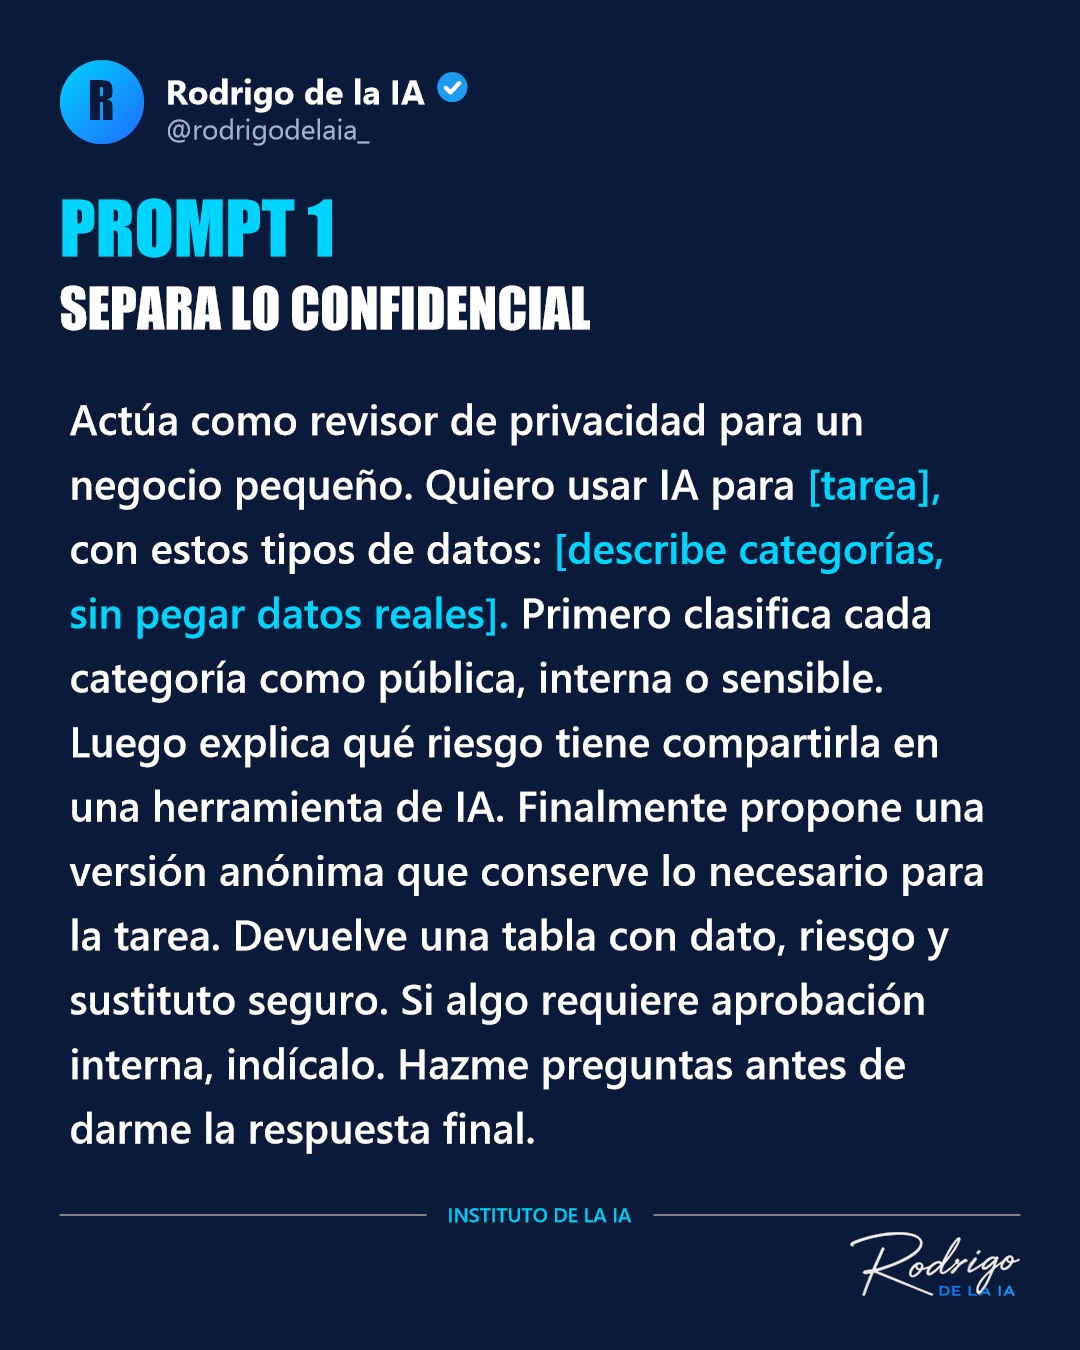 R
Rodrigo de la IA
@rodrigodelaia_
PROMPT 1
SEPARA LO CONFIDENCIAL
Actúa como revisor de privacidad para un
negocio pequeño. Quiero usar IA para [tarea],
con estos tipos de datos: [describe categorías,
sin pegar datos reales]. Primero clasifica cada
categoría como pública, interna o sensible.
Luego explica qué riesgo tiene compartirla en
una herramienta de IA. Finalmente propone una
versión anónima que conserve lo necesario para
la tarea. Devuelve una tabla con dato, riesgo y
sustituto seguro. Si algo requiere aprobación
interna, indícalo. Hazme preguntas antes de
darme la respuesta final.
INSTITUTO DE LA IA
Rodrigo
DE LA IA